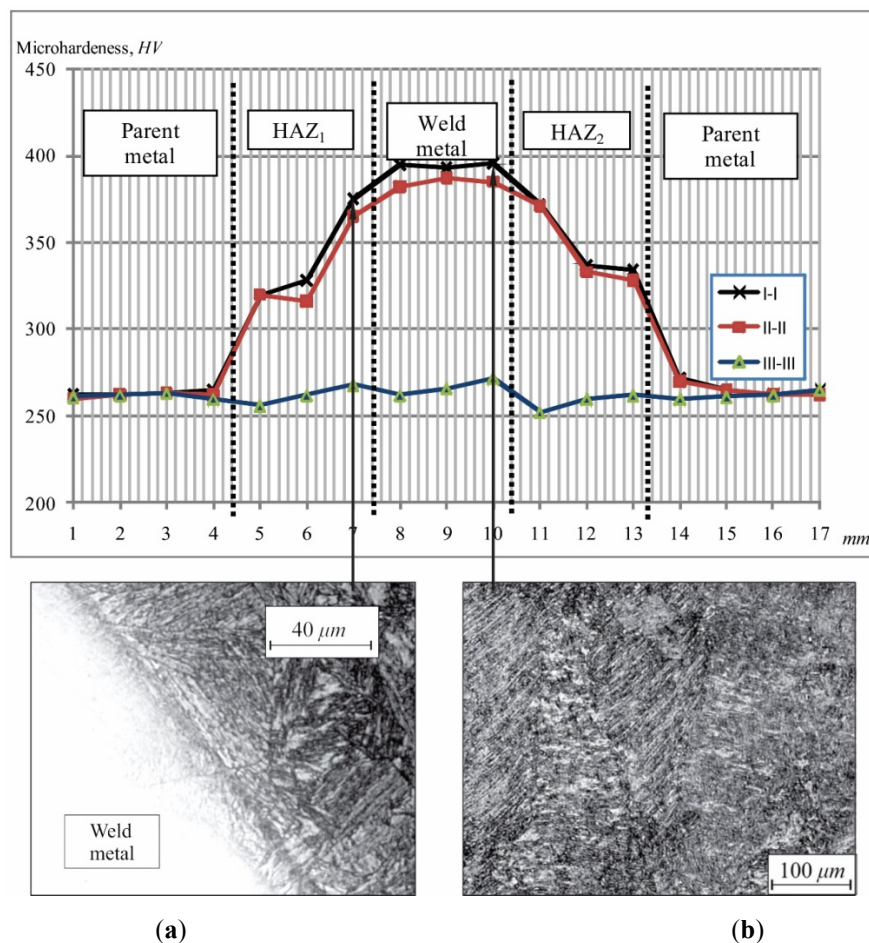 Microhardeness, HV
450
400
350
300
250
200
Parent
metal
HAZ₁
Weld
metal
HAZ₂
Parent
metal
I-I
II-II
III-III
1 2 3 4 5 6 7 8 9 10 11 12 13 14 15 16 17 mm
40 μm
Weld
metal
100 μm
(a) (b)